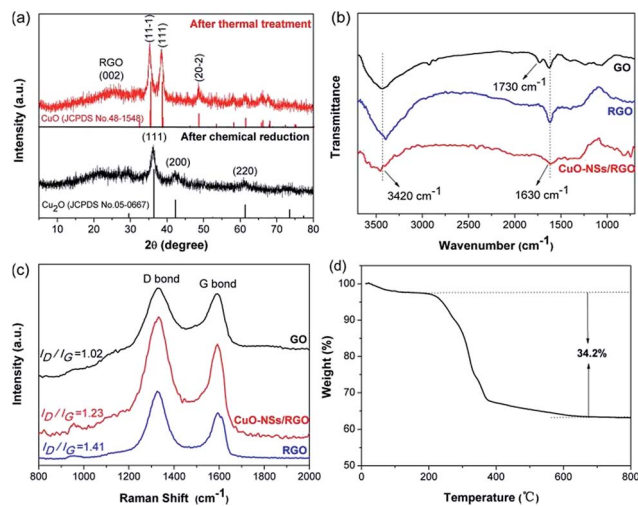 (a)
After thermal treatment
(11-1)
(111)
RGO
(002)
(20-2)
CuO (JCPDS No.48-1548)
(111)
After chemical reduction
(200)
(220)
Cu2O (JCPDS No.05-0667)
Intensity (a.u.)
10 20 30 40 50 60 70 80
2θ (degree)
(b)
GO
1730 cm-1
RGO
CuO-NSs/RGO
3420 cm-1
1630 cm-1
Transmittance
3500 3000 2500 2000 1500 1000
Wavenumber (cm-1)
(c)
D bond
G bond
GO
ID / IG=1.02
CuO-NSs/RGO
ID / IG=1.23
ID / IG=1.41
RGO
Intensity (a.u.)
800 1000 1200 1400 1600 1800 2000
Raman Shift (cm-1)
(d)
100
90
80
70
60
50
34.2%
Weight (%)
0 200 400 600 800
Temperature (℃)